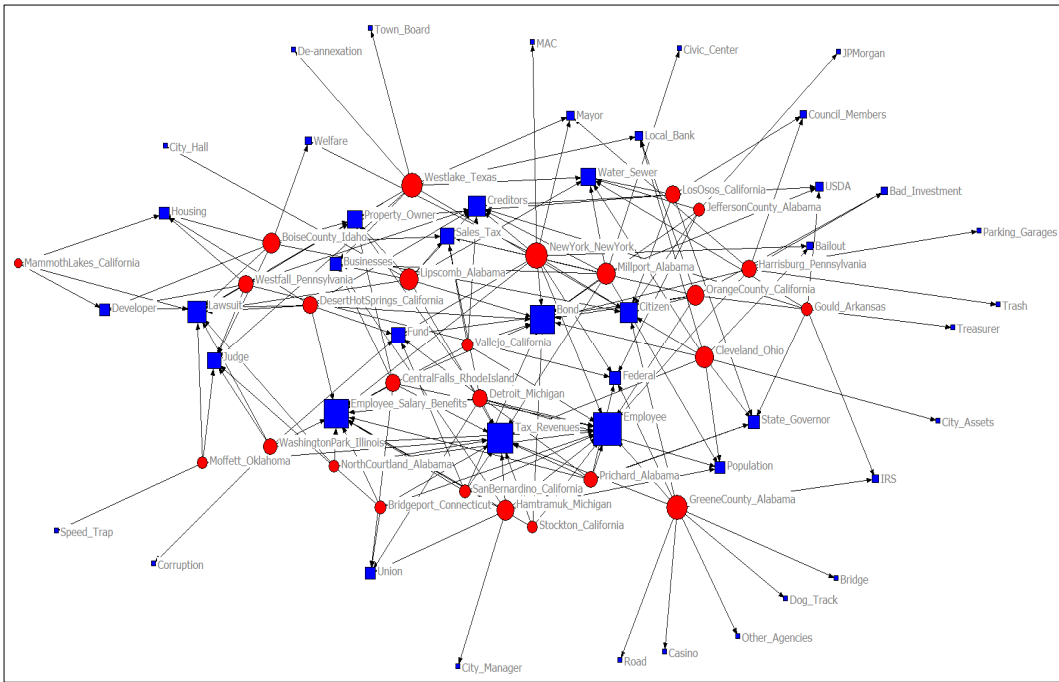 Town_Board
De-annexation
MAC
Civic_Center
JPMorgan
Mayor
Council_Members
Local_Bank
City_Hall
Welfare
Water_Sewer
Westlake_Texas
LosOsos_California
USDA
Bad_Investment
Creditors
JeffersonCounty_Alabama
Housing
Property_Owner
Sales_Tax
Parking_Garages
BoiseCounty_Idaho
Bailout
NewYork_NewYork
MammothLakes_California
Businesses
Lipscomb_Alabama
Millport_Alabama
Harrisburg_Pennsylvania
Westfall_Pennsylvania
OrangeCounty_California
DesertHotSprings_California
Developer
Lawsuit
Bond
Citizen
Gould_Arkansas
Trash
Treasurer
Fund
Vallejo_California
Judge
Cleveland_Ohio
Federal
CentralFalls_RhodeIsland
Detroit_Michigan
Employee_Salary_Benefits
Employee
State_Governor
City_Assets
Tax_Revenues
WashingtonPark_Illinois
Moffett_Oklahoma
NorthCourtland_Alabama
Population
Prichard_Alabama
IRS
SanBernardino_California
Bridgeport_Connecticut
Hamtramuk_Michigan
GreeneCounty_Alabama
Stockton_California
Speed_Trap
Corruption
Union
Bridge
Dog_Track
Other_Agencies
Casino
Road
City_Manager